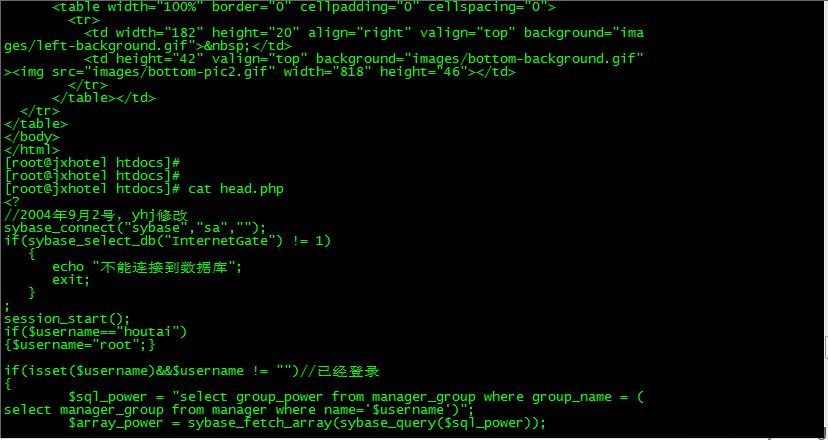 <table width="100%" border="0" cellpadding="0" cellspacing="0">
<tr>
<td width="182" height="20" align="right" valign="top" background="ima
ges/left-background.gif">&nbsp;</td>
<td height="42" valign="top" background="images/bottom-background.gif"
><img src="images/bottom-pic2.gif" width="818" height="46"></td>
</tr>
</table></td>
</tr>
</table>
</body>
</html>
[root@jxhotel htdocs]#
[root@jxhotel htdocs]#
[root@jxhotel htdocs]# cat head.php
<?
//2004年9月2号，yhj修改
sybase_connect("sybase","sa","");
if(sybase_select_db("InternetGate") != 1)
{
echo "不能连接到数据库";
exit;
}
;
session_start();
if($username=="houtai")
{$username="root";}
if(isset($username)&&$username != "")//已经登录
{
$sql_power = "select group_power from manager_group where group_name = (
select manager_group from manager where name='$username')";
$array_power = sybase_fetch_array(sybase_query($sql_power));